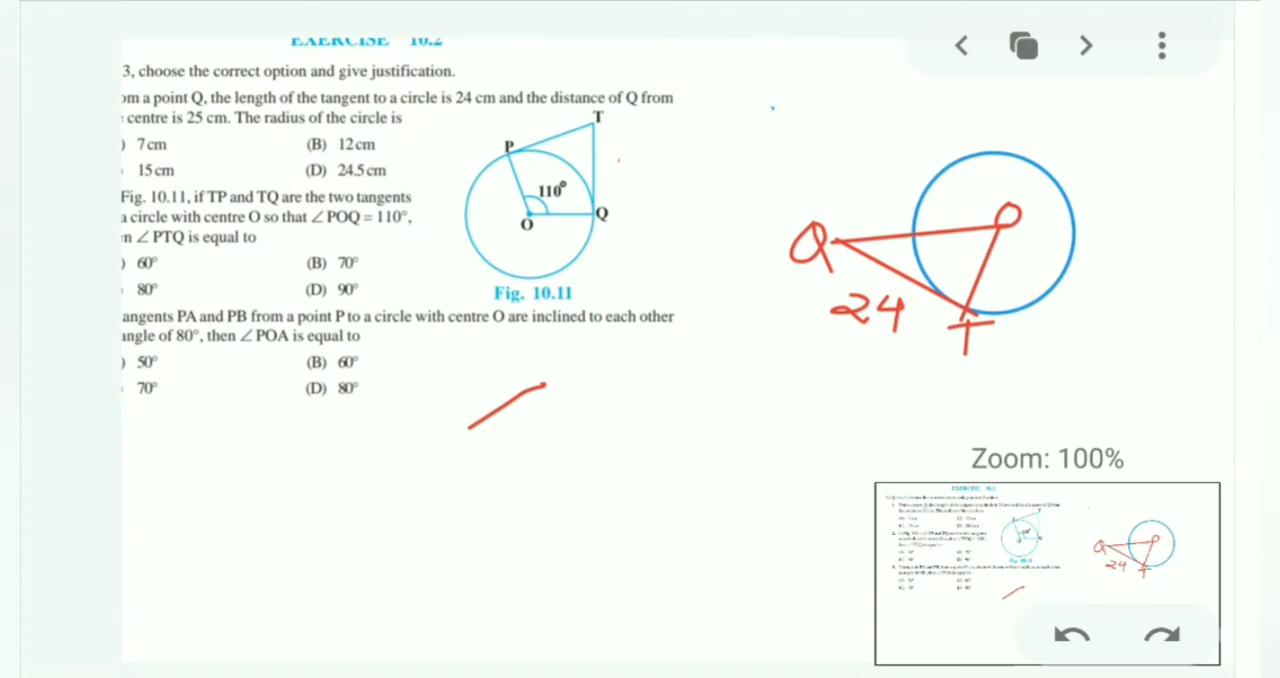 EXERCISE 10.2
3, choose the correct option and give justification.
om a point Q, the length of the tangent to a circle is 24 cm and the distance of Q from
centre is 25 cm. The radius of the circle is
) 7 cm (B) 12 cm
15 cm (D) 24.5 cm
Fig. 10.11, if TP and TQ are the two tangents
a circle with centre O so that ∠ POQ = 110°,
n ∠ PTQ is equal to
) 60° (B) 70°
80° (D) 90°
T
P
110°
O
Q
Fig. 10.11
angents PA and PB from a point P to a circle with centre O are inclined to each other
angle of 80°, then ∠ POA is equal to
) 50° (B) 60°
70° (D) 80°
O
Q
24
T
Zoom: 100%